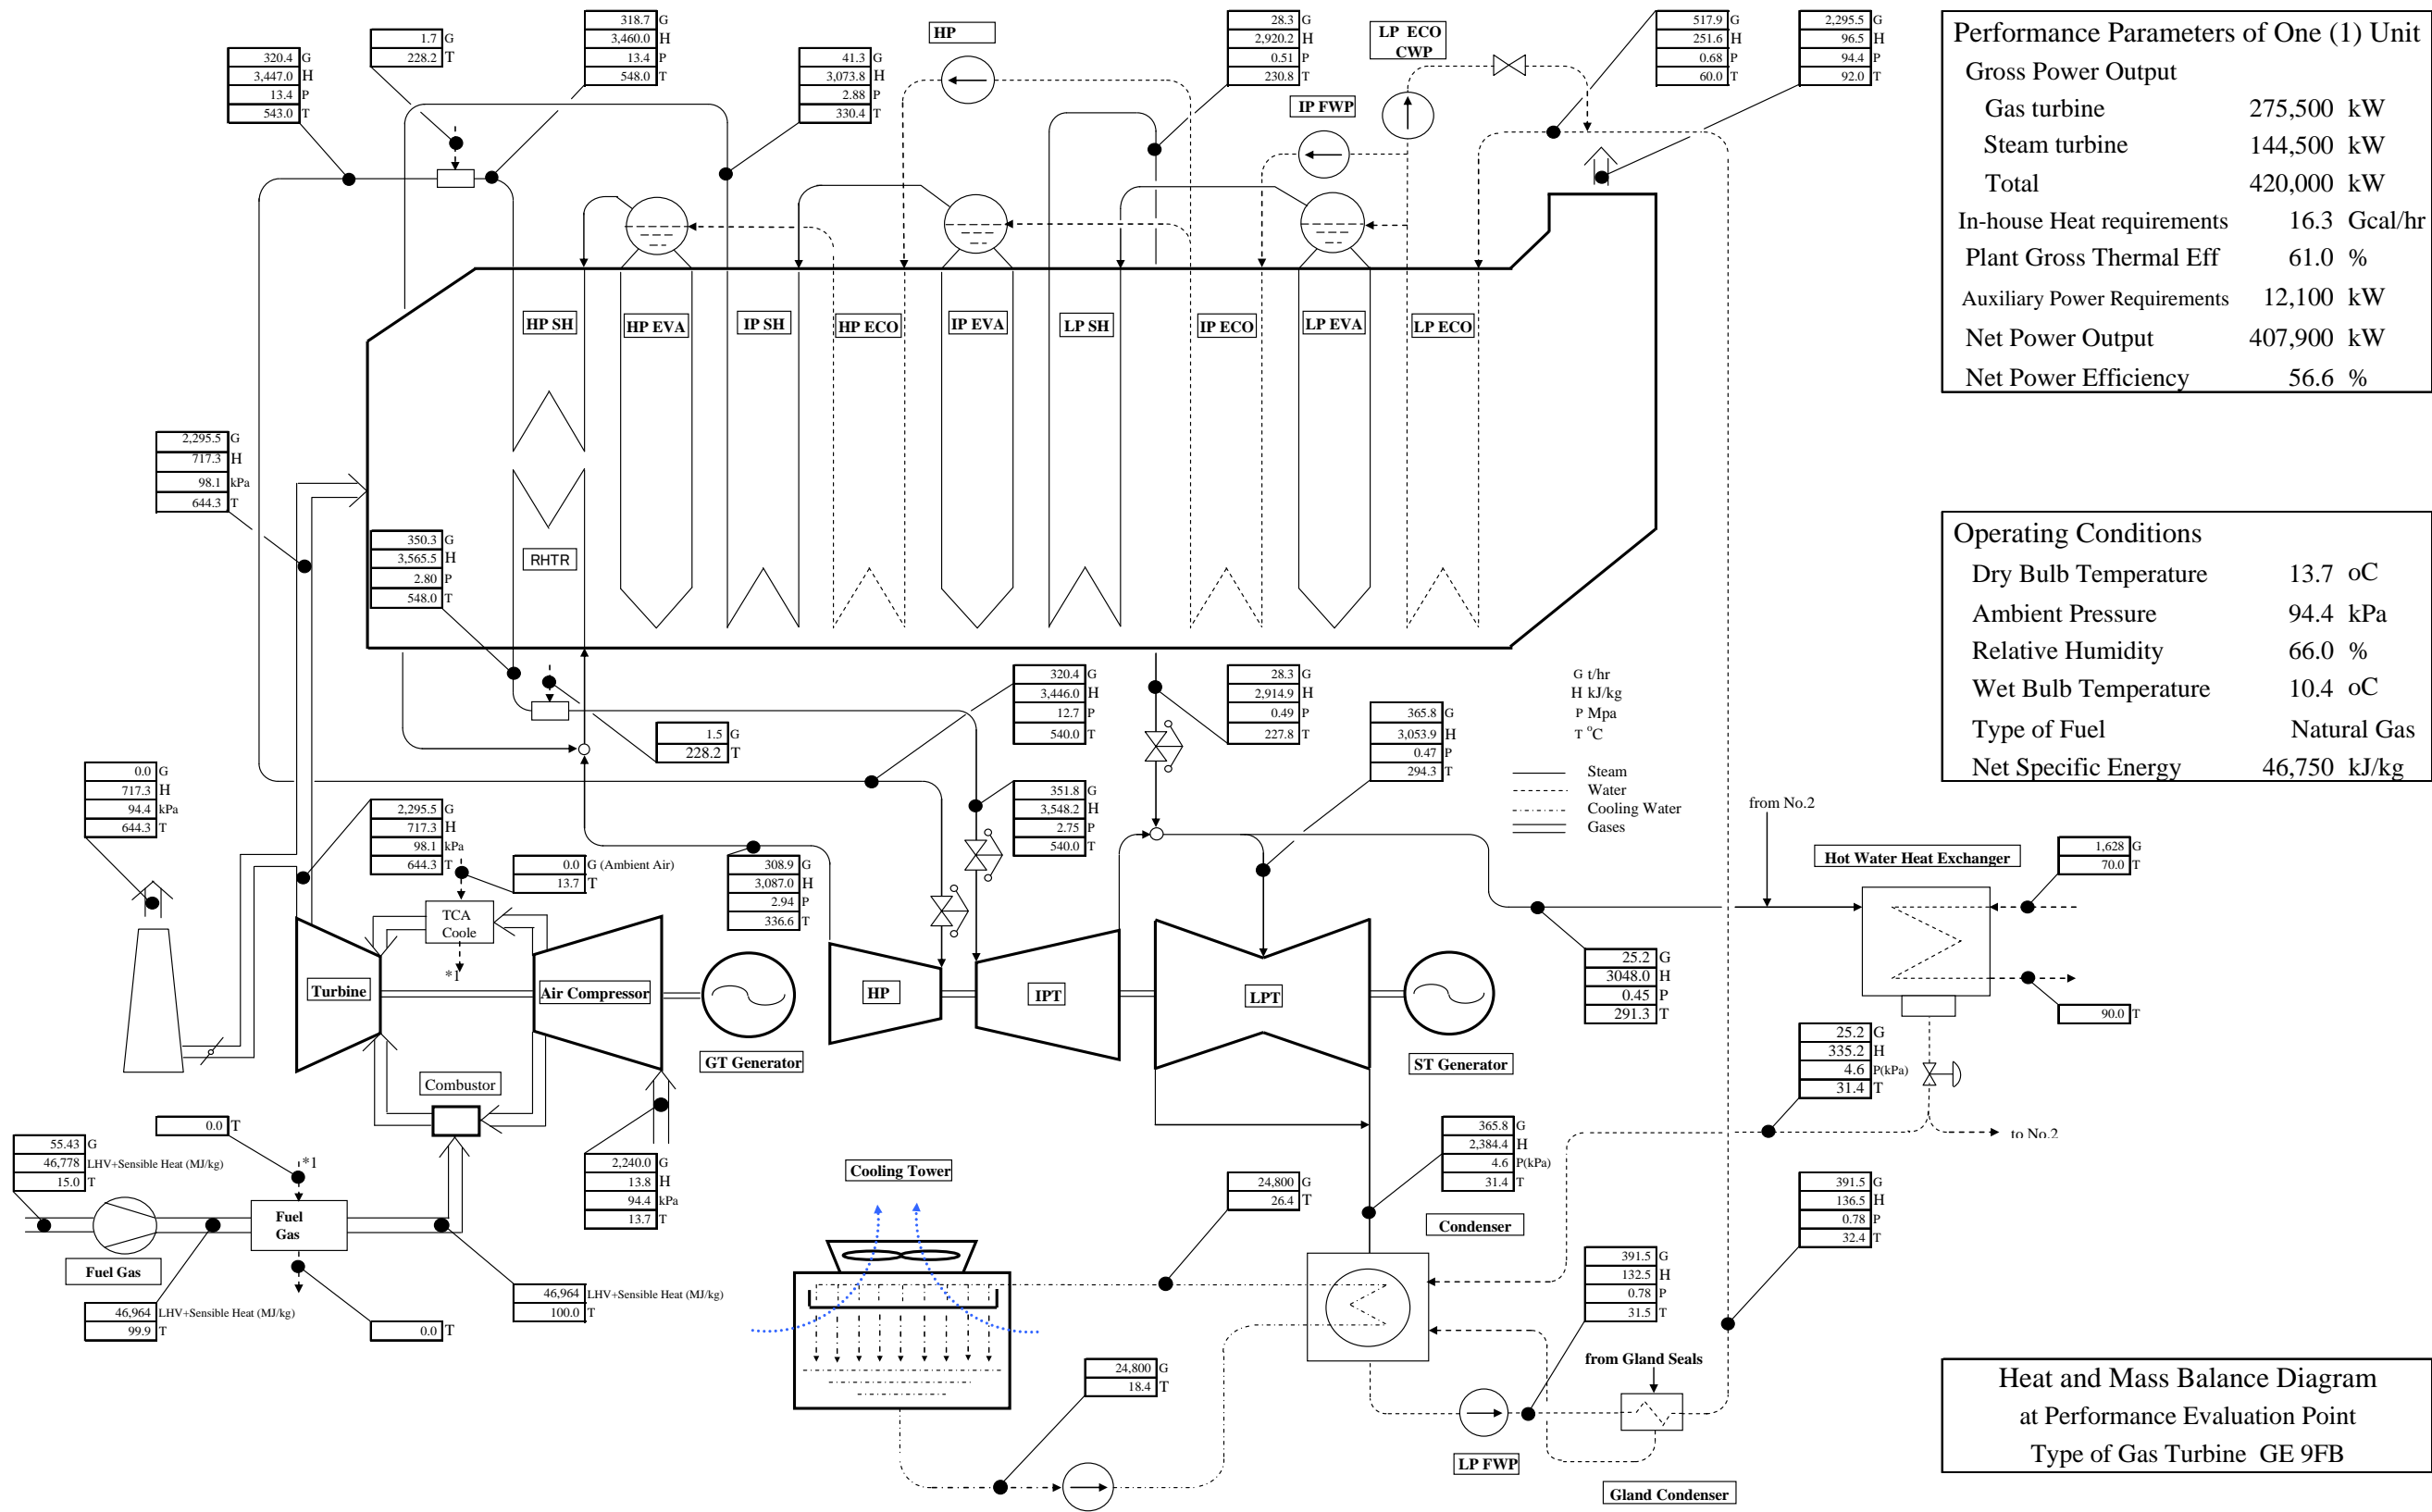 318.7 G
3,460.0 H
13.4 P
548.0 T
1.7 G
228.2 T
320.4 G
3,447.0 H
13.4 P
543.0 T
41.3 G
3,073.8 H
2.88 P
330.4 T
HP
28.3 G
2,920.2 H
0.51 P
230.8 T
LP ECO
CWP
IP FWP
517.9 G
251.6 H
0.68 P
60.0 T
2,295.5 G
96.5 H
94.4 P
92.0 T
Performance Parameters of One (1) Unit
Gross Power Output
Gas turbine 275,500 kW
Steam turbine 144,500 kW
Total 420,000 kW
In-house Heat requirements 16.3 Gcal/hr
Plant Gross Thermal Eff 61.0 %
Auxiliary Power Requirements 12,100 kW
Net Power Output 407,900 kW
Net Power Efficiency 56.6 %
HP SH
HP EVA
IP SH
HP ECO
IP EVA
LP SH
IP ECO
LP EVA
LP ECO
2,295.5 G
717.3 H
98.1 kPa
644.3 T
350.3 G
3,565.5 H
2.80 P
548.0 T
RHTR
Operating Conditions
Dry Bulb Temperature 13.7 oC
Ambient Pressure 94.4 kPa
Relative Humidity 66.0 %
Wet Bulb Temperature 10.4 oC
Type of Fuel Natural Gas
Net Specific Energy 46,750 kJ/kg
1.5 G
228.2 T
320.4 G
3,446.0 H
12.7 P
540.0 T
28.3 G
2,914.9 H
0.49 P
227.8 T
365.8 G
3,053.9 H
0.47 P
294.3 T
G t/hr
H kJ/kg
P Mpa
T °C
Steam
Water
Cooling Water
Gases
0.0 G
717.3 H
94.4 kPa
644.3 T
2,295.5 G
717.3 H
98.1 kPa
644.3 T
0.0 G (Ambient Air)
13.7 T
308.9 G
3,087.0 H
2.94 P
336.6 T
351.8 G
3,548.2 H
2.75 P
540.0 T
from No.2
Hot Water Heat Exchanger
1,628 G
70.0 T
TCA
Coole
*1
Turbine
Air Compressor
GT Generator
HP
IPT
LPT
ST Generator
25.2 G
3048.0 H
0.45 P
291.3 T
90.0 T
25.2 G
335.2 H
4.6 P(kPa)
31.4 T
to No.2
Combustor
0.0 T
*1
55.43 G
46,778 LHV+Sensible Heat (MJ/kg)
15.0 T
Fuel
Gas
Fuel Gas
46,964 LHV+Sensible Heat (MJ/kg)
99.9 T
0.0 T
46,964 LHV+Sensible Heat (MJ/kg)
100.0 T
2,240.0 G
13.8 H
94.4 kPa
13.7 T
Cooling Tower
24,800 G
26.4 T
365.8 G
2,384.4 H
4.6 P(kPa)
31.4 T
Condenser
391.5 G
132.5 H
0.78 P
31.5 T
391.5 G
136.5 H
0.78 P
32.4 T
24,800 G
18.4 T
from Gland Seals
LP FWP
Gland Condenser
Heat and Mass Balance Diagram
at Performance Evaluation Point
Type of Gas Turbine GE 9FB